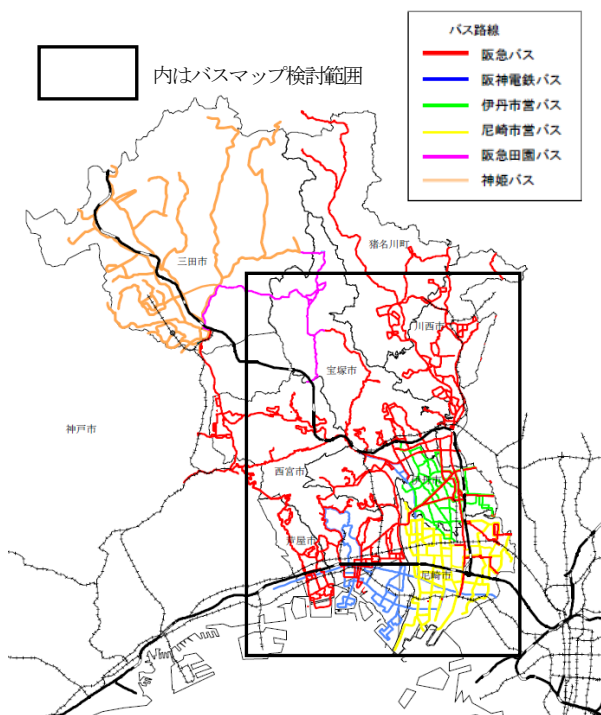 バス路線
阪急バス
阪神電鉄バス
伊丹市営バス
尼崎市営バス
阪急田園バス
神姫バス
内はバスマップ検討範囲
猪名川町
三田市
川西市
宝塚市
神戸市
西宮市
伊丹市
芦屋市
尼崎市